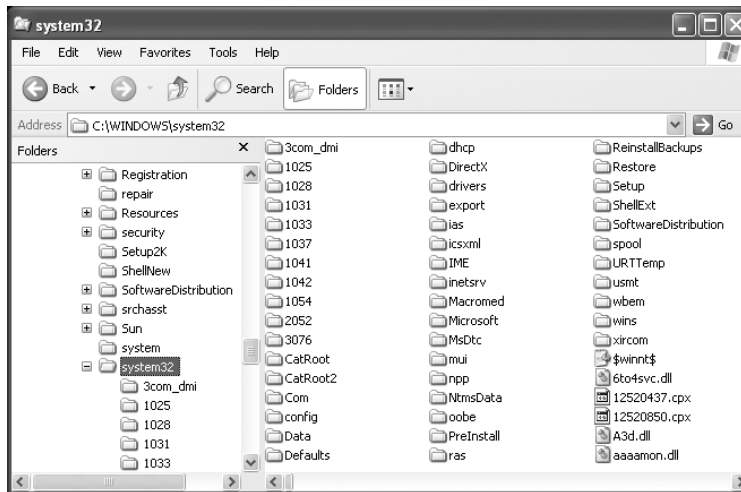 system32
File Edit View Favorites Tools Help
Back Search Folders
Address C:\WINDOWS\system32 Go
Folders
Registration
repair
Resources
security
Setup2K
ShellNew
SoftwareDistribution
srchasst
Sun
system
system32
3com_dmi
1025
1028
1031
1033
3com_dmi
1025
1028
1031
1033
1037
1041
1042
1054
2052
3076
CatRoot
CatRoot2
Com
config
Data
Defaults
dhcp
DirectX
drivers
export
ias
icsxml
IME
inetsrv
Macromed
Microsoft
MsDtc
mui
npp
NtmsData
oobe
PreInstall
ras
ReinstallBackups
Restore
Setup
ShellExt
SoftwareDistribution
spool
URTTemp
usmt
wbem
wins
xircom
$winnt$
6to4svc.dll
12520437.cpx
12520850.cpx
A3d.dll
aaaamon.dll